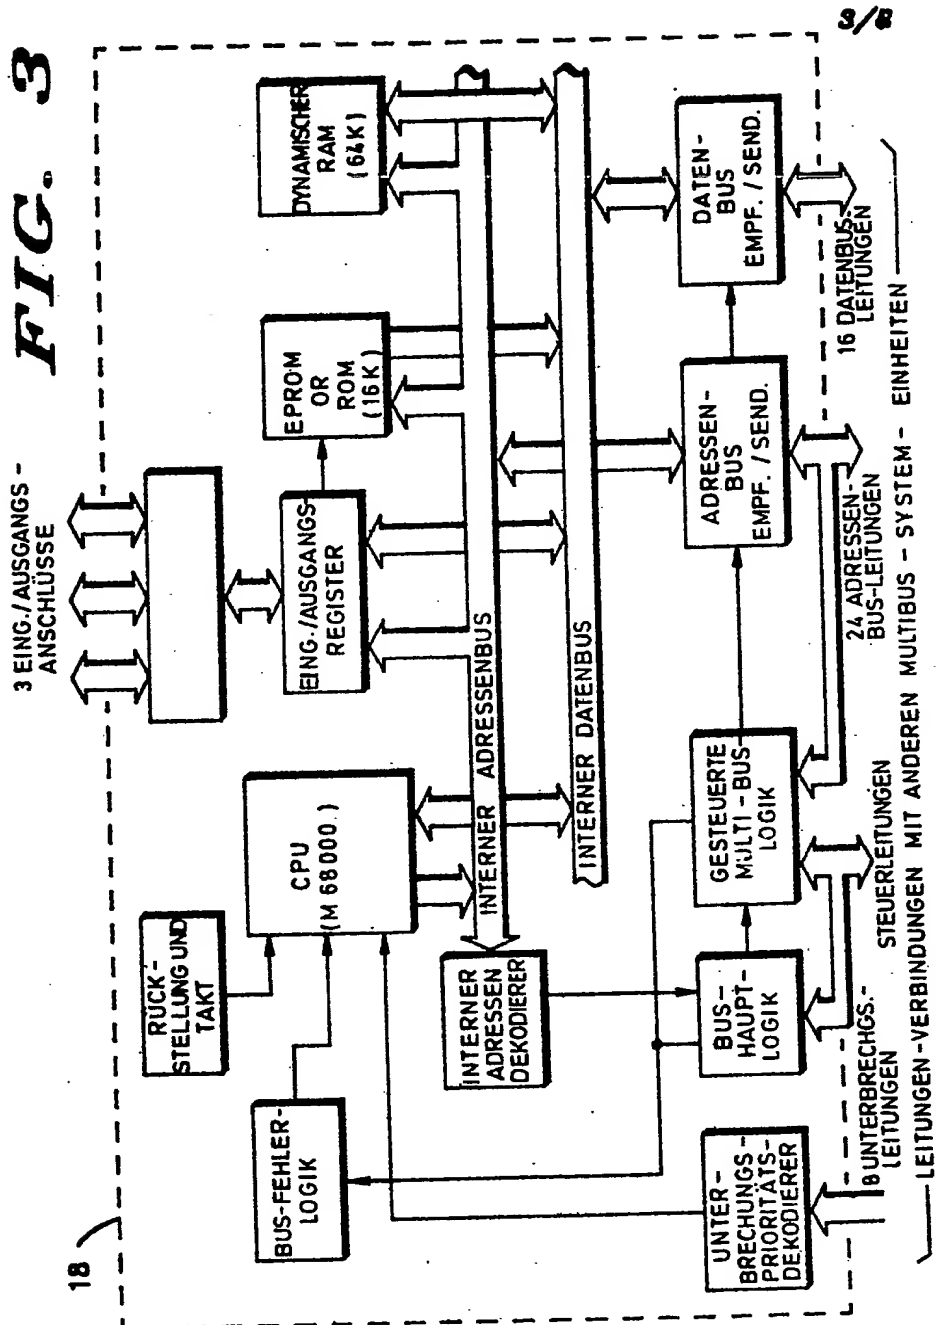 FIG. 3
3/8
18
3 EING./AUSGANGS-
ANSCHLÜSSE
RÜCK-
STELLUNG UND
TAKT
BUS-FEHLER-
LOGIK
CPU
(M 68000.)
EING./AUSGANGS-
REGISTER
EPROM
OR
ROM
(16K)
DYNAMISCHER
RAM
(64K)
INTERNER ADRESSENBUS
INTERNER DATENBUS
INTERNER
ADRESSEN
DEKODIERER
UNTER-
BRECHUNGS-
PRIORITÄTS-
DEKODIERER
BUS-
HAUPT-
LOGIK
GESTEUERTE
MULTI-BUS
LOGIK
ADRESSEN-
BUS
EMPF./SEND.
DATEN-
BUS
EMPF./SEND.
8 UNTERBRECHGS.-
LEITUNGEN
STEUERLEITUNGEN
24 ADRESSEN-
BUS-LEITUNGEN
16 DATENBUS-
LEITUNGEN
LEITUNGEN-VERBINDUNGEN MIT ANDEREN MULTIBUS-SYSTEM-EINHEITEN